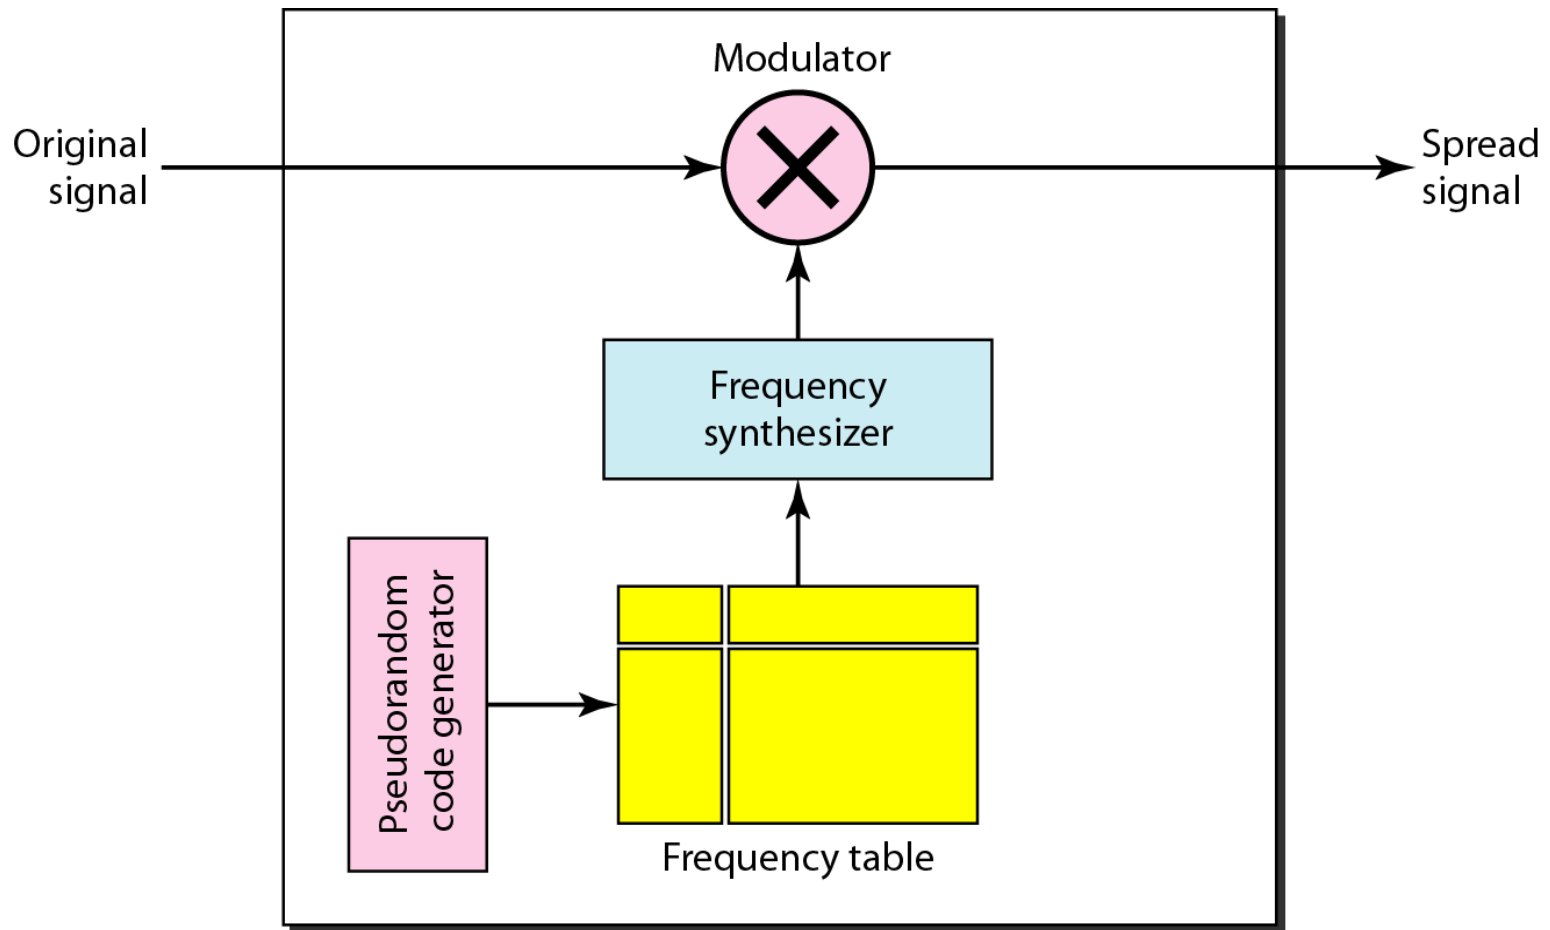 Modulator
Original
signal
Spread
signal
Frequency
synthesizer
Pseudorandom
code generator
Frequency table